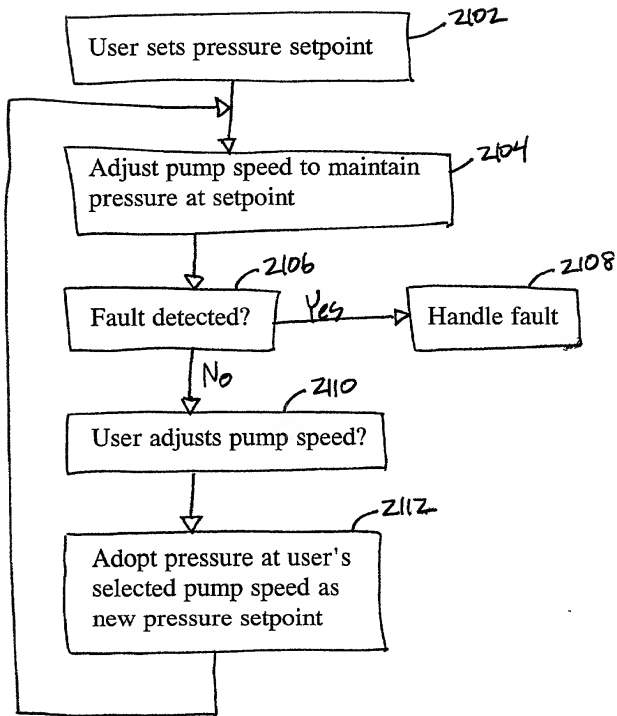 2102
User sets pressure setpoint
2104
Adjust pump speed to maintain
pressure at setpoint
2106
2108
Fault detected?
Yes
Handle fault
No
2110
User adjusts pump speed?
2112
Adopt pressure at user's
selected pump speed as
new pressure setpoint